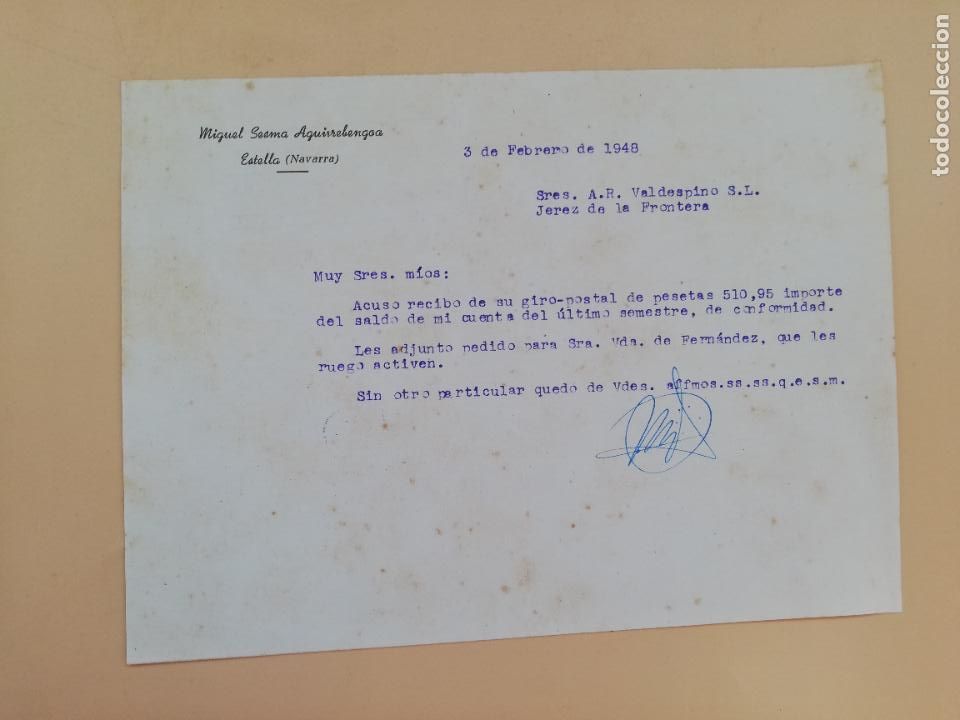 Miguel Seema Aguirrebengoa
Estella (Navarra)
3 de Febrero de 1948
Sres. A.R. Valdespino S.L.
Jerez de la Frontera
Muy Sres. míos:
Acuso recibo de su giro-postal de pesetas 510,95 importe
del saldo de mi cuenta del último semestre, de conformidad.
Les adjunto pedido para Sra. Vda. de Fernández, que les
ruego activen.
Sin otro particular quedo de Vdes. affmos.ss.ss.q.e.s.m.
todocoleccion